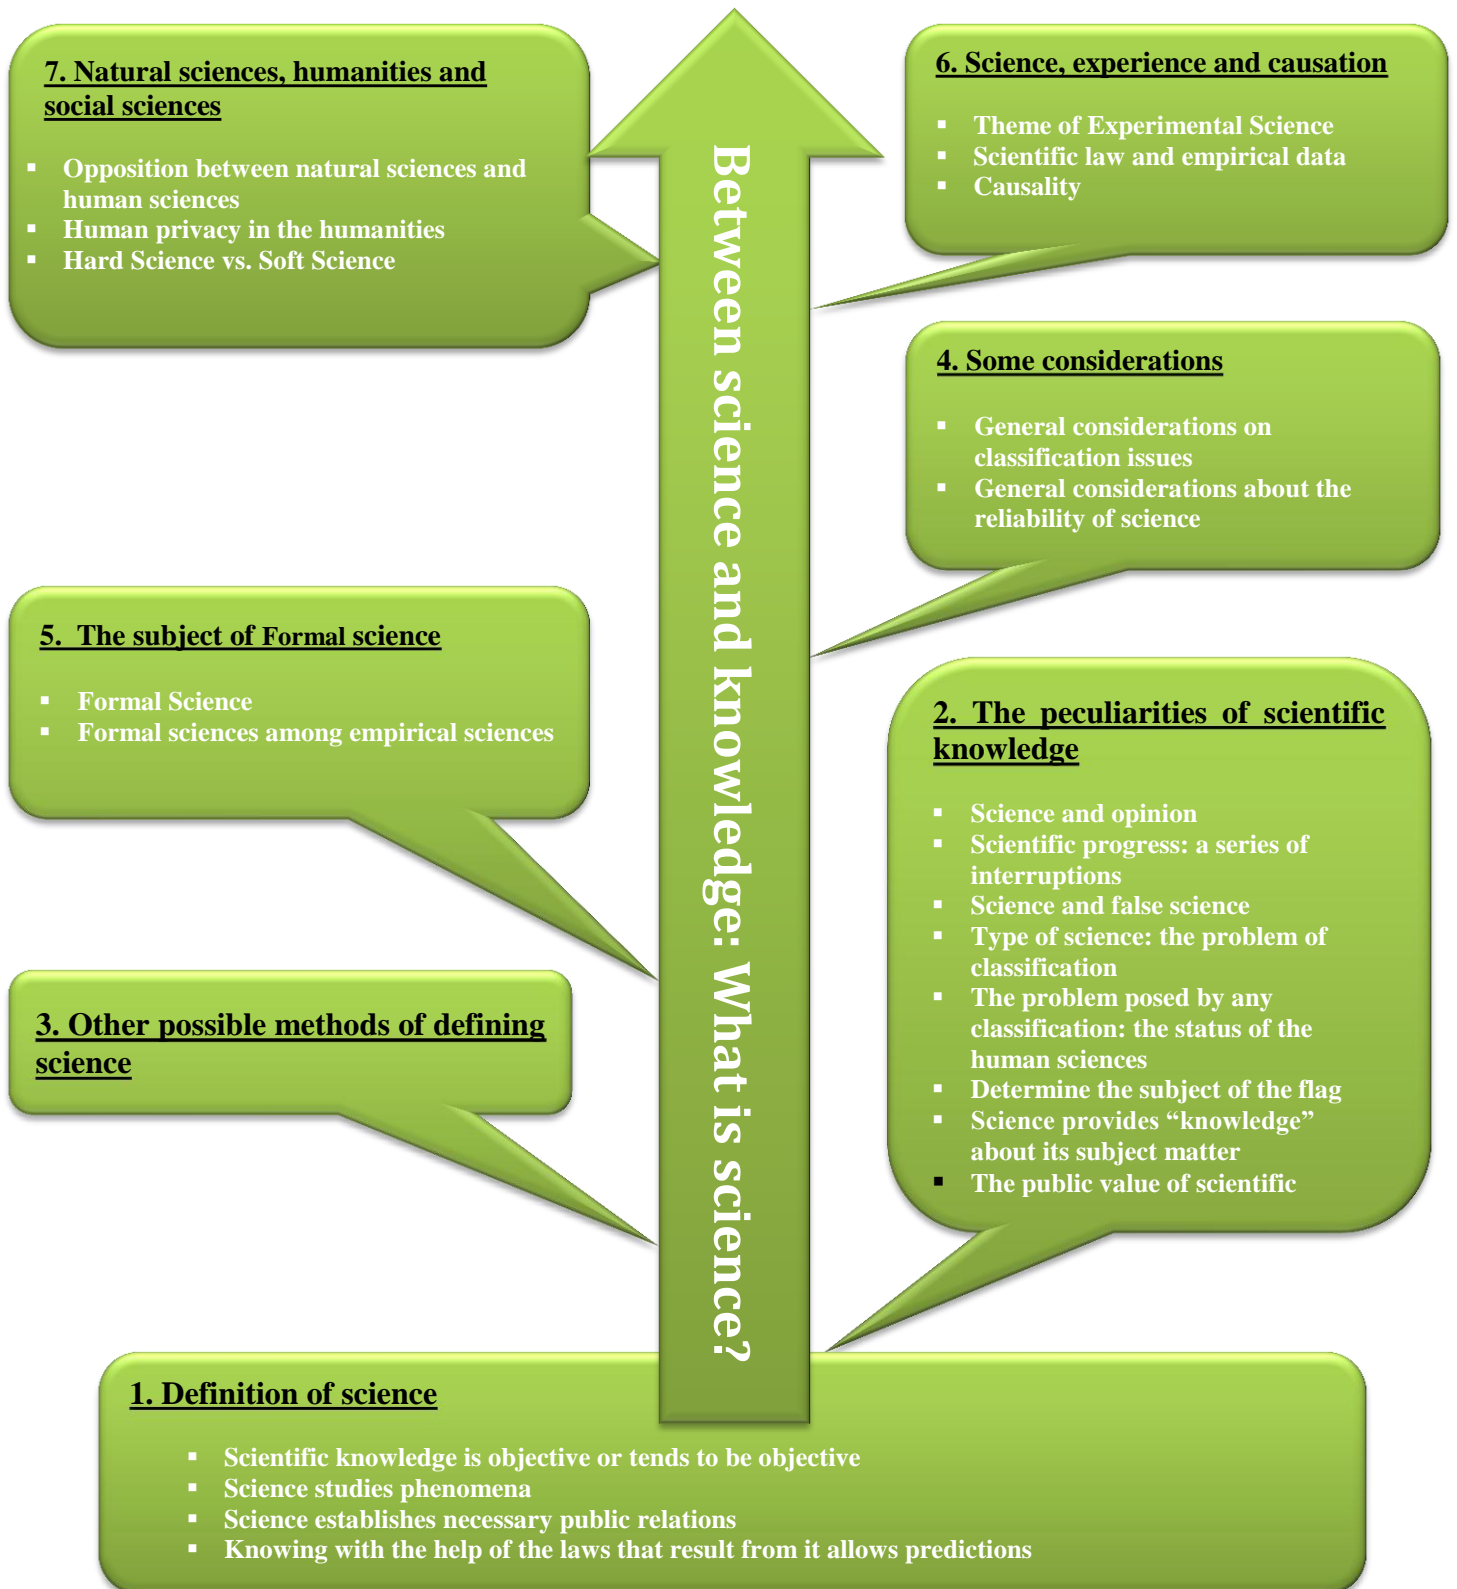 7. Natural sciences, humanities and
social sciences
▪ Opposition between natural sciences and
human sciences
▪ Human privacy in the humanities
▪ Hard Science vs. Soft Science
6. Science, experience and causation
▪ Theme of Experimental Science
▪ Scientific law and empirical data
▪ Causality
Between science and knowledge: What is science?
4. Some considerations
▪ General considerations on
classification issues
▪ General considerations about the
reliability of science
5. The subject of Formal science
▪ Formal Science
▪ Formal sciences among empirical sciences
2. The peculiarities of scientific
knowledge
▪ Science and opinion
▪ Scientific progress: a series of
interruptions
▪ Science and false science
▪ Type of science: the problem of
classification
▪ The problem posed by any
classification: the status of the
human sciences
▪ Determine the subject of the flag
▪ Science provides “knowledge”
about its subject matter
▪ The public value of scientific
3. Other possible methods of defining
science
1. Definition of science
▪ Scientific knowledge is objective or tends to be objective
▪ Science studies phenomena
▪ Science establishes necessary public relations
▪ Knowing with the help of the laws that result from it allows predictions